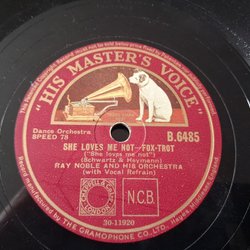 "HIS MASTER'S VOICE"
Dance Orchestra
SPEED 78
B.6485
SHE LOVES ME NOT - FOX-TROT
("She loves me not")
(Schwartz & Heymann)
RAY NOBLE AND HIS ORCHESTRA
(with Vocal Refrain)
N.C.B.
30-11920
THE GRAMOPHONE CO. LTD.